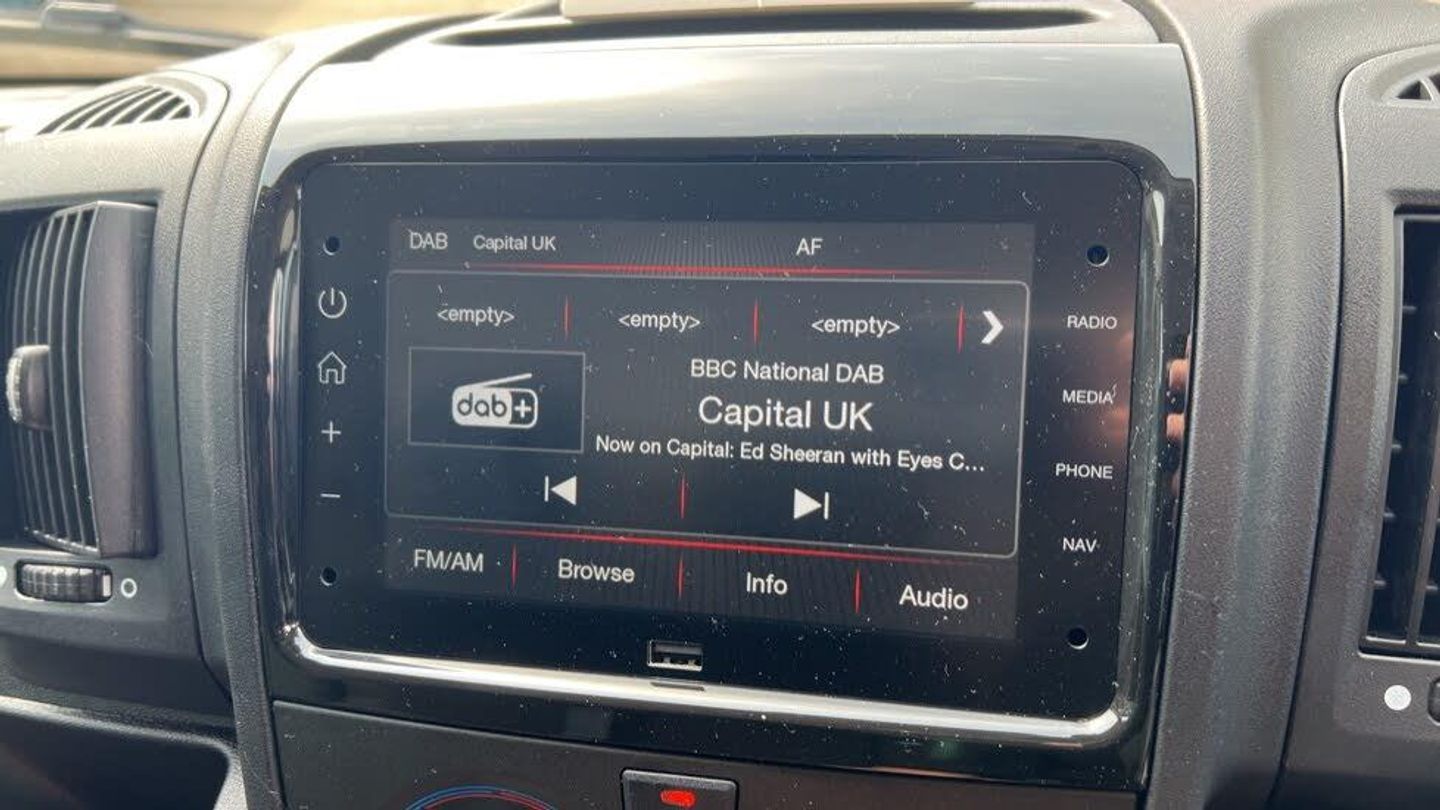 DAB Capital UK AF
<empty> <empty> <empty>
RADIO
BBC National DAB
dab+
Capital UK
MEDIA
Now on Capital: Ed Sheeran with Eyes C...
PHONE
NAV
FM/AM Browse Info Audio